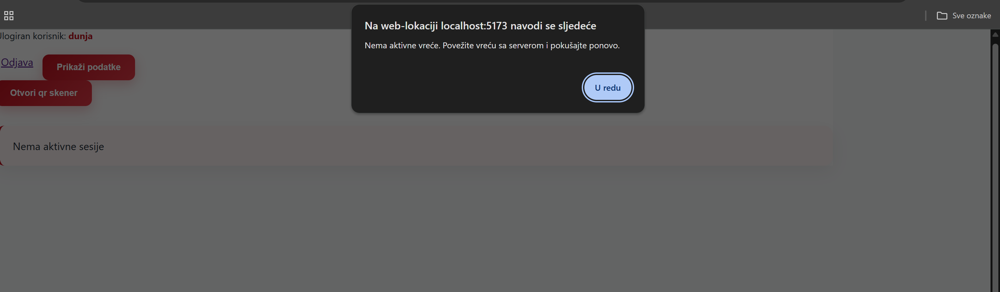 Sve oznake
Na web-lokaciji localhost:5173 navodi se sljedeće
Nema aktivne vreće. Povežite vreću sa serverom i pokušajte ponovo.
U redu
Ulogiran korisnik: dunja
Odjava
Prikaži podatke
Otvori qr skener
Nema aktivne sesije